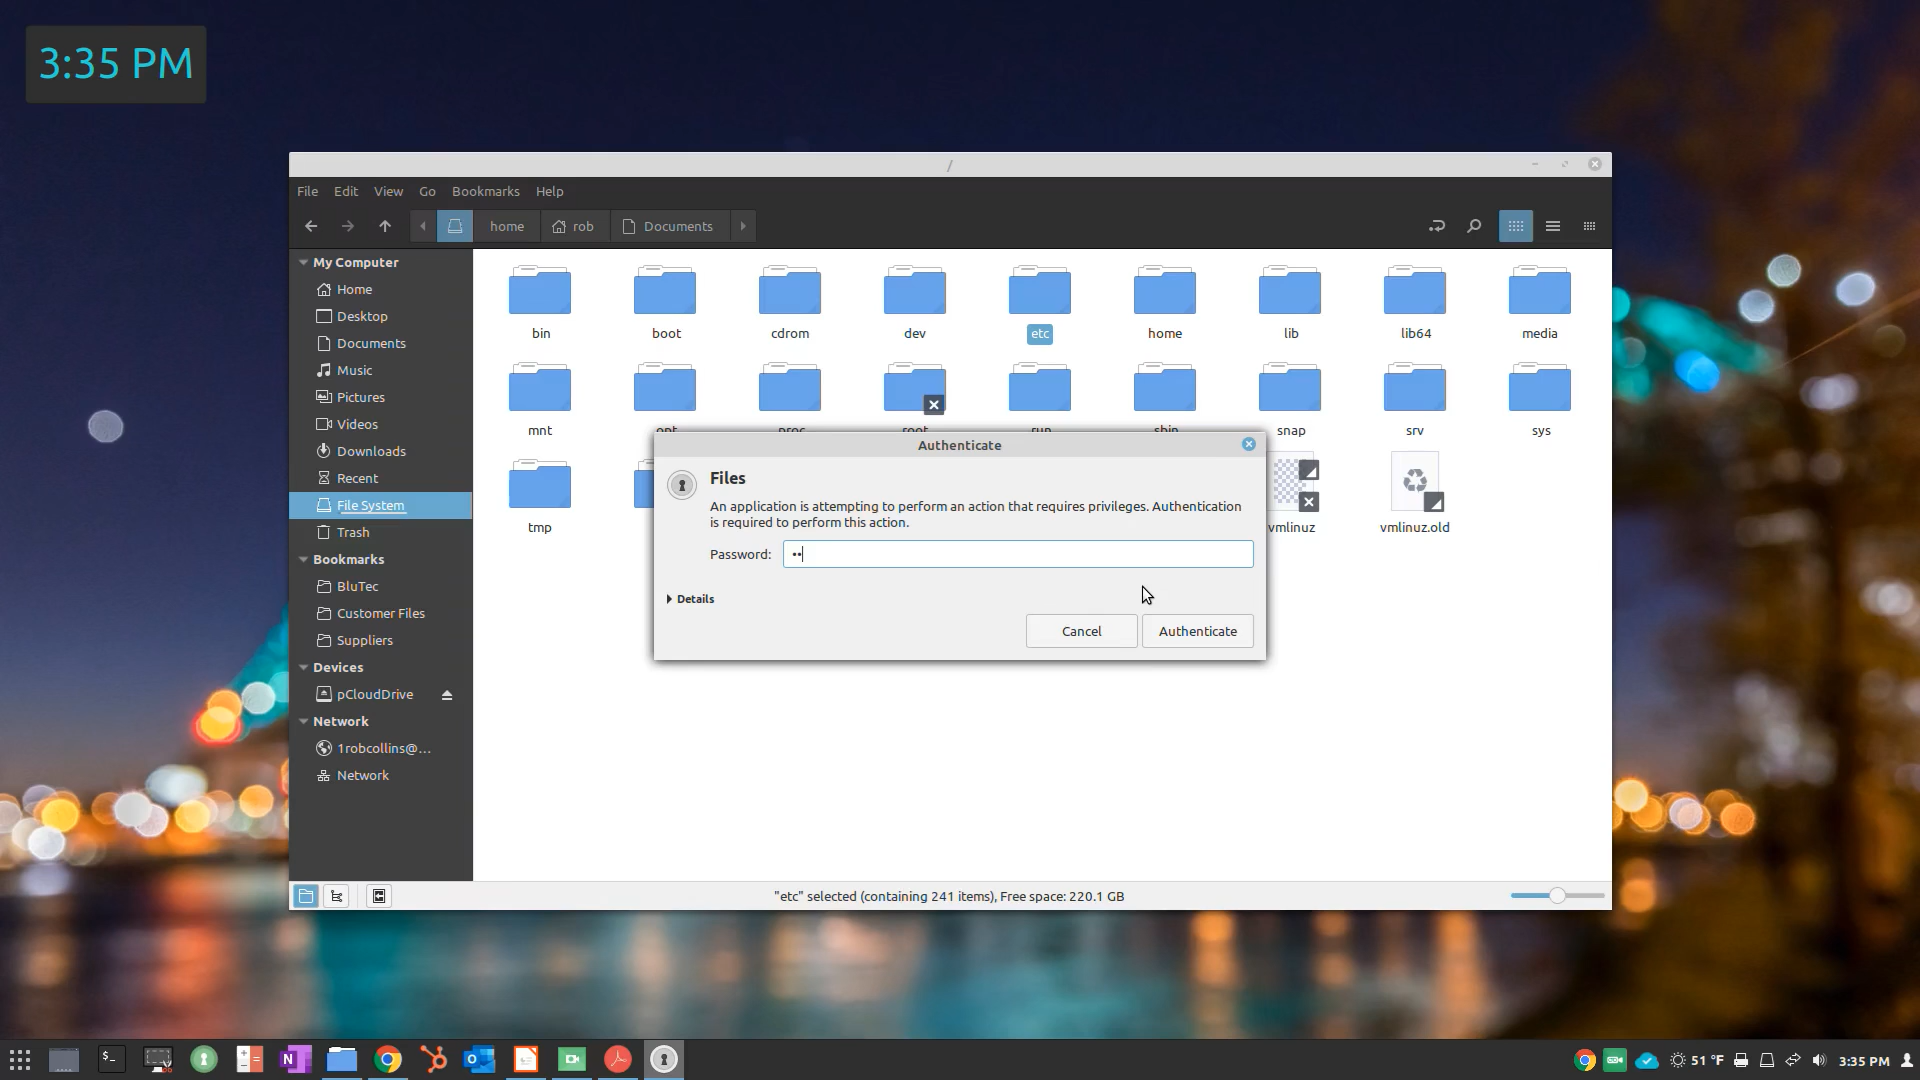 3:35 PM
/
File Edit View Go Bookmarks Help
home rob Documents
My Computer
Home
Desktop
Documents
Music
Pictures
Videos
Downloads
Recent
File System
Trash
Bookmarks
BluTec
Customer Files
Suppliers
Devices
pCloudDrive
Network
1robcollins@...
Network
bin boot cdrom dev etc home lib lib64 media
mnt opt proc root run sbin snap srv sys
tmp vmlinuz vmlinuz.old
Authenticate
Files
An application is attempting to perform an action that requires privileges. Authentication
is required to perform this action.
Password: ••
Details
Cancel Authenticate
"etc" selected (containing 241 items), Free space: 220.1 GB
51 °F 3:35 PM